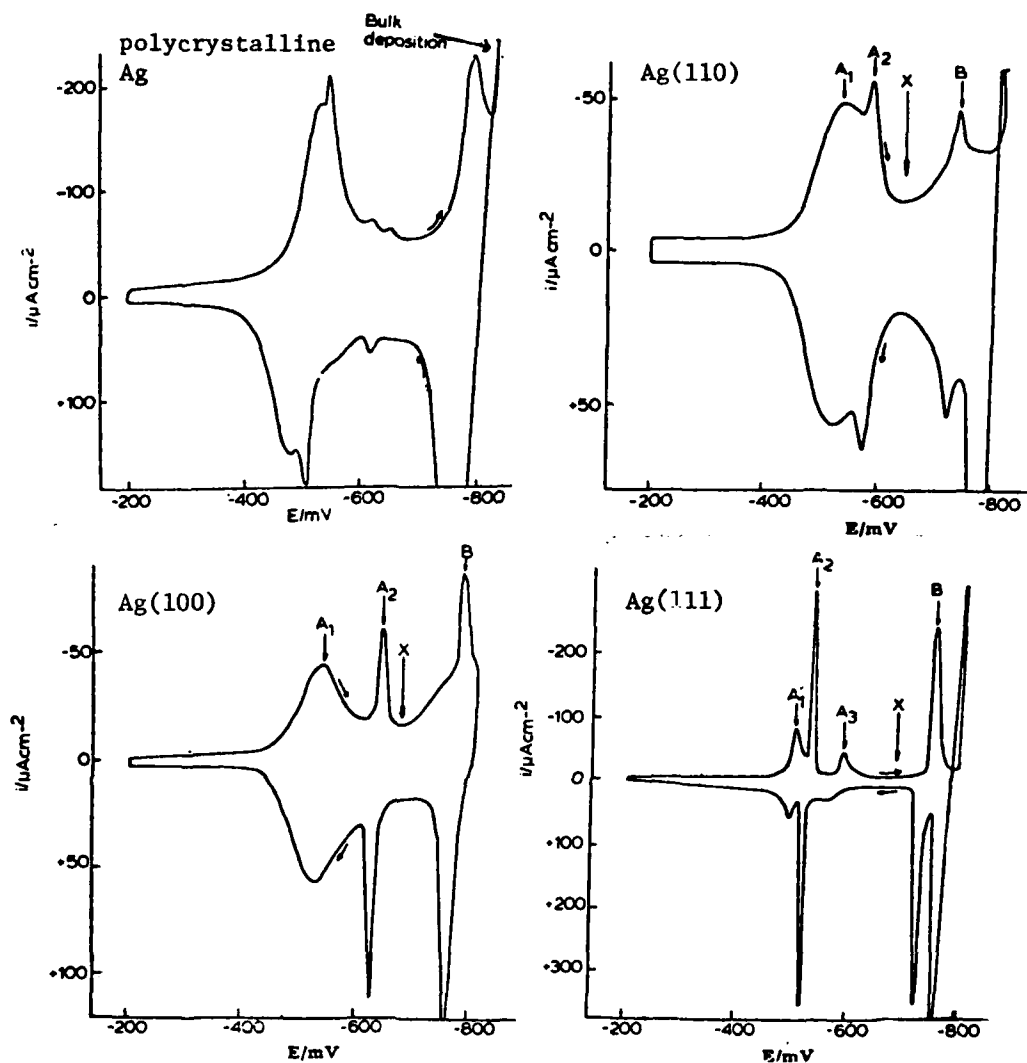 Bulk
deposition
polycrystalline
Ag
-200
-100
0
+100
i/µAcm-2
-200
-400
-600
-800
E/mV
Ag(110)
A1
A2
X
B
-50
0
+50
i/µAcm-2
-200
-400
-600
-800
E/mV
Ag(100)
A1
A2
X
B
-50
0
+50
+100
i/µAcm-2
-200
-400
-600
-800
E/mV
Ag(111)
A1
A2
A3
X
B
-200
-100
0
+100
+200
+300
i/µAcm-2
-200
-400
-600
-800
E/mV